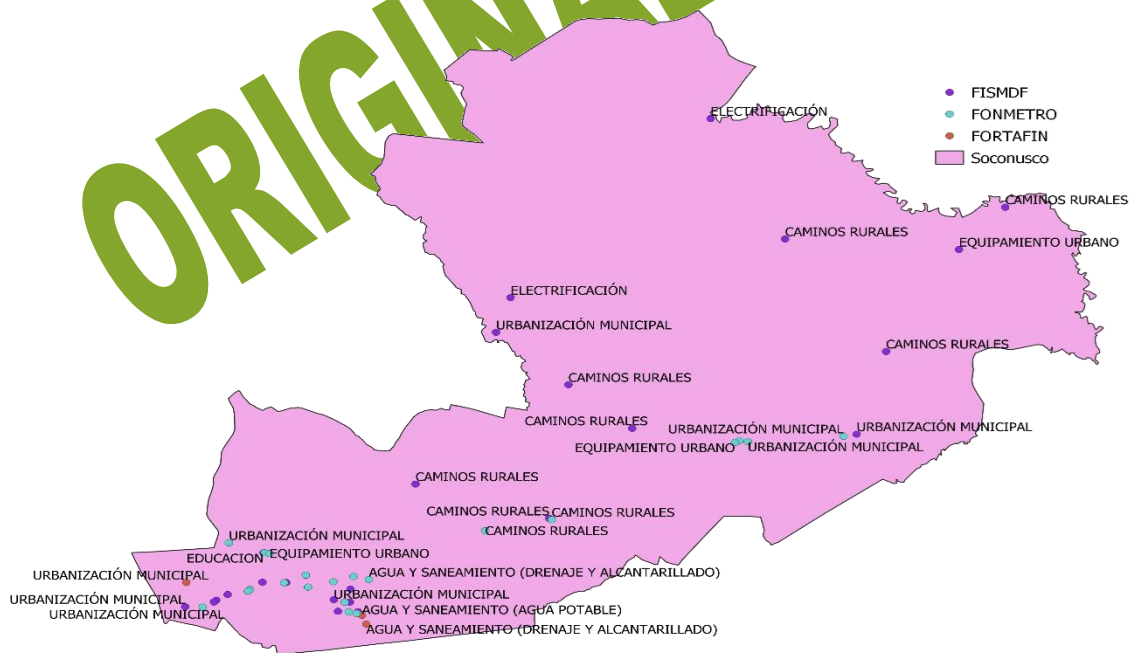 ORIGINAL
ELECTRIFICACIÓN
FISMDF
FONMETRO
FORTAFIN
Soconusco
CAMINOS RURALES
CAMINOS RURALES
EQUIPAMIENTO URBANO
ELECTRIFICACIÓN
URBANIZACIÓN MUNICIPAL
CAMINOS RURALES
CAMINOS RURALES
CAMINOS RURALES
URBANIZACIÓN MUNICIPAL
URBANIZACIÓN MUNICIPAL
EQUIPAMIENTO URBANO
URBANIZACIÓN MUNICIPAL
CAMINOS RURALES
CAMINOS RURALES
CAMINOS RURALES
CAMINOS RURALES
URBANIZACIÓN MUNICIPAL
EDUCACION
EQUIPAMIENTO URBANO
URBANIZACIÓN MUNICIPAL
AGUA Y SANEAMIENTO (DRENAJE Y ALCANTARILLADO)
URBANIZACIÓN MUNICIPAL
URBANIZACIÓN MUNICIPAL
URBANIZACIÓN MUNICIPAL
AGUA Y SANEAMIENTO (AGUA POTABLE)
AGUA Y SANEAMIENTO (DRENAJE Y ALCANTARILLADO)